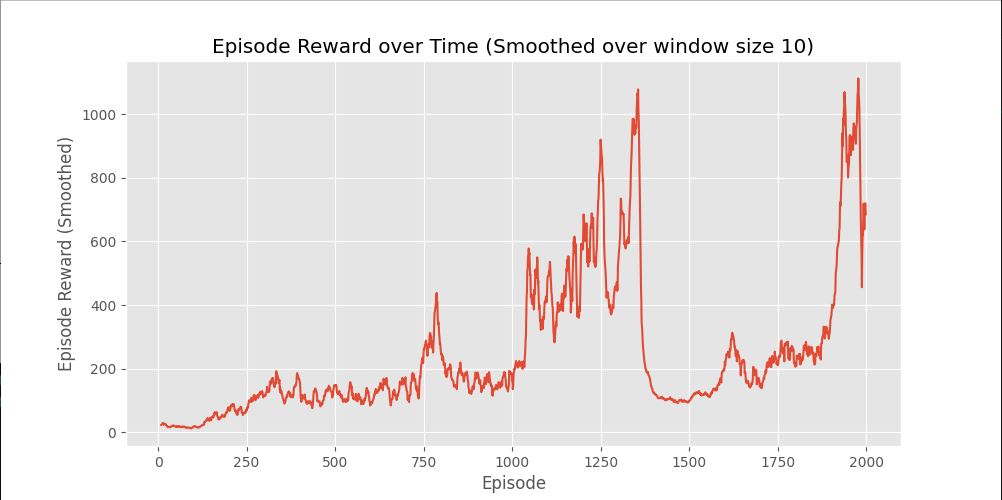 Episode Reward over Time (Smoothed over window size 10)
Episode Reward (Smoothed)
1000
800
600
400
200
0
0 250 500 750 1000 1250 1500 1750 2000
Episode